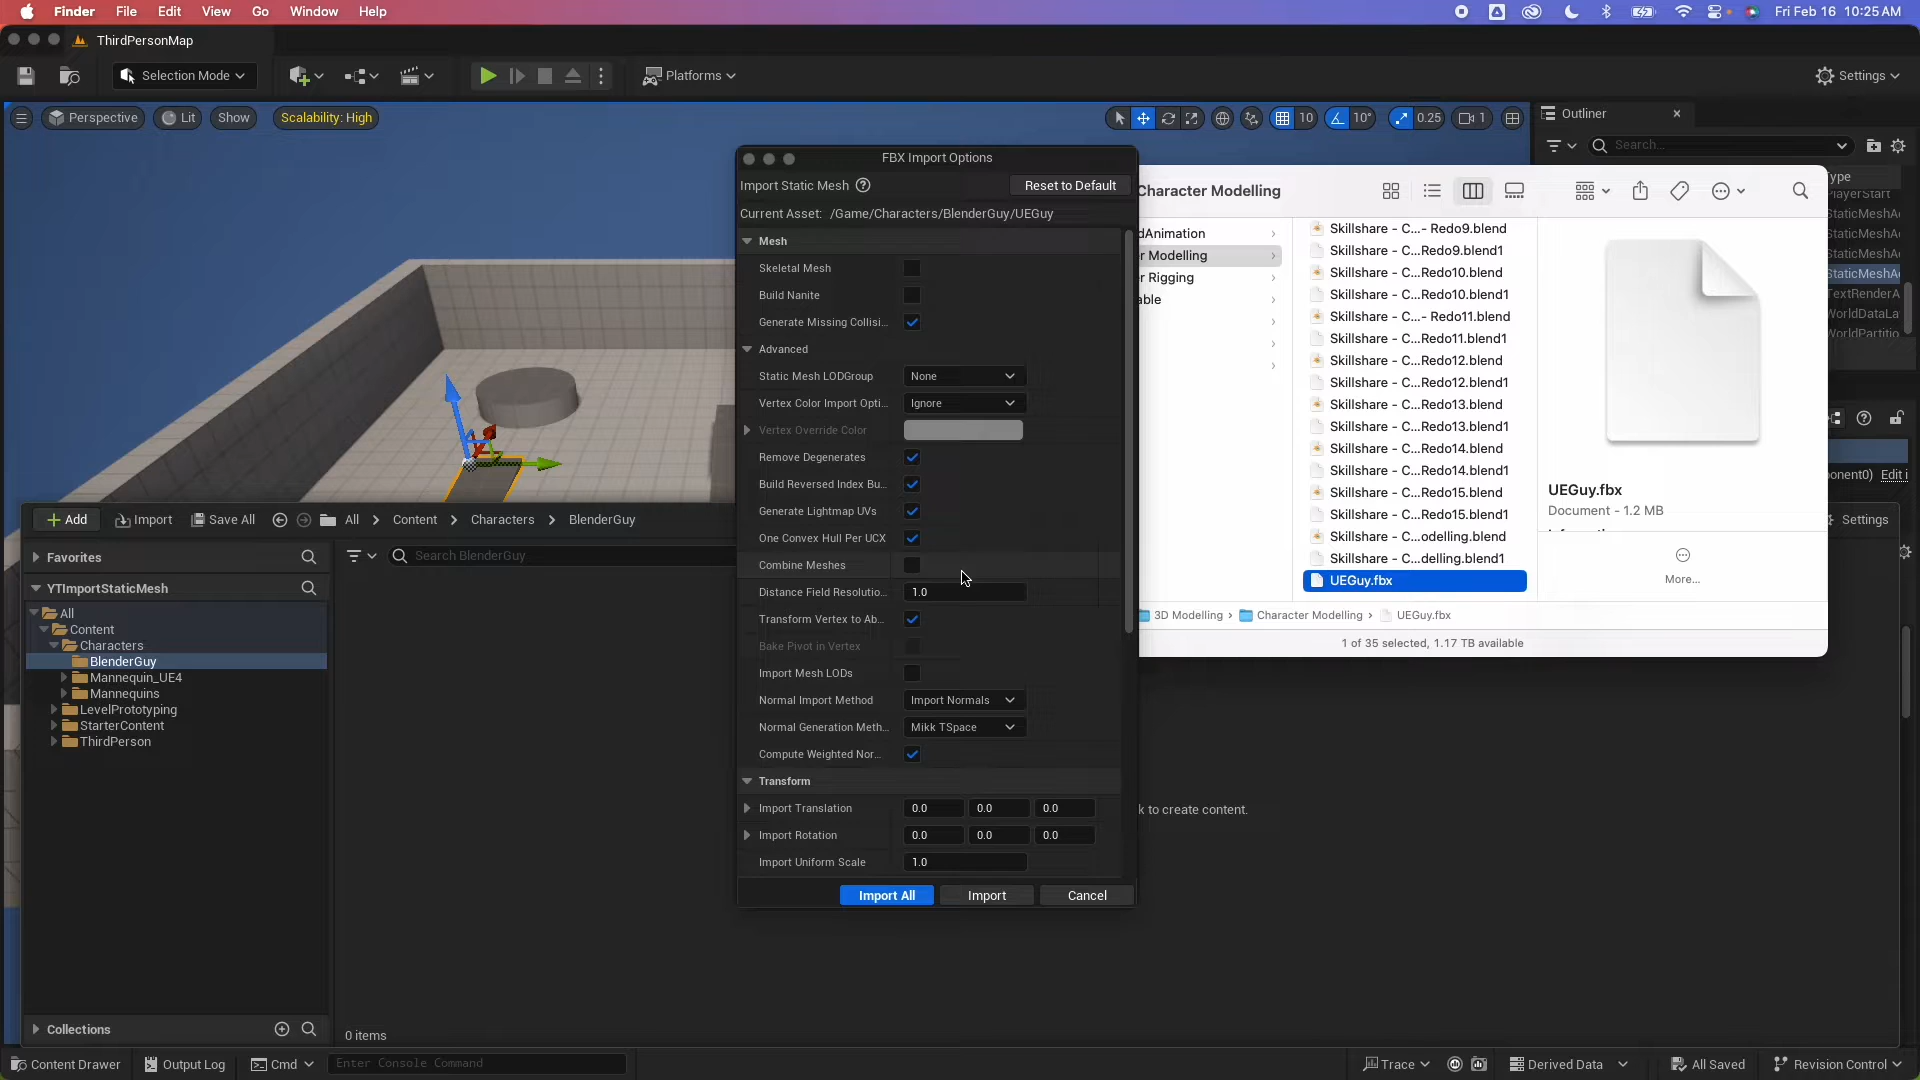 Finder File Edit View Go Window Help
Fri Feb 16 10:25 AM
ThirdPersonMap
Selection Mode
Platforms
Settings
Perspective
Lit
Show
Scalability: High
10
10°
0.25
1
Outliner
Search...
FBX Import Options
Import Static Mesh
Reset to Default
Current Asset: /Game/Characters/BlenderGuy/UEGuy
Mesh
Skeletal Mesh
Build Nanite
Generate Missing Collisi...
Advanced
Static Mesh LODGroup
None
Vertex Color Import Opti...
Ignore
Vertex Override Color
Remove Degenerates
Build Reversed Index Bu...
Generate Lightmap UVs
One Convex Hull Per UCX
Combine Meshes
Distance Field Resolutio...
1.0
Transform Vertex to Ab...
Bake Pivot in Vertex
Import Mesh LODs
Normal Import Method
Import Normals
Normal Generation Meth...
Mikk TSpace
Compute Weighted Nor...
Transform
Import Translation
0.0 0.0 0.0
Import Rotation
0.0 0.0 0.0
Import Uniform Scale
1.0
Import All
Import
Cancel
Character Modelling
dAnimation
r Modelling
r Rigging
able
Skillshare - C...- Redo9.blend
Skillshare - C...Redo9.blend1
Skillshare - C...Redo10.blend
Skillshare - C...Redo10.blend1
Skillshare - C...- Redo11.blend
Skillshare - C...Redo11.blend1
Skillshare - C...Redo12.blend
Skillshare - C...Redo12.blend1
Skillshare - C...Redo13.blend
Skillshare - C...Redo13.blend1
Skillshare - C...Redo14.blend
Skillshare - C...Redo14.blend1
Skillshare - C...Redo15.blend
Skillshare - C...Redo15.blend1
Skillshare - C...odelling.blend
Skillshare - C...delling.blend1
UEGuy.fbx
UEGuy.fbx
Document - 1.2 MB
More...
3D Modelling › Character Modelling › UEGuy.fbx
1 of 35 selected, 1.17 TB available
ype
layerStart
StaticMeshA
StaticMeshA
StaticMeshA
StaticMeshA
TextRenderA
WorldDataLa
WorldPartitio
ponent0) Edit i
Settings
Add
Import
Save All
All
Content
Characters
BlenderGuy
Favorites
Search BlenderGuy
YTImportStaticMesh
All
Content
Characters
BlenderGuy
Mannequin_UE4
Mannequins
LevelPrototyping
StarterContent
ThirdPerson
k to create content.
Collections
0 items
Content Drawer
Output Log
Cmd
Enter Console Command
Trace
Derived Data
All Saved
Revision Control